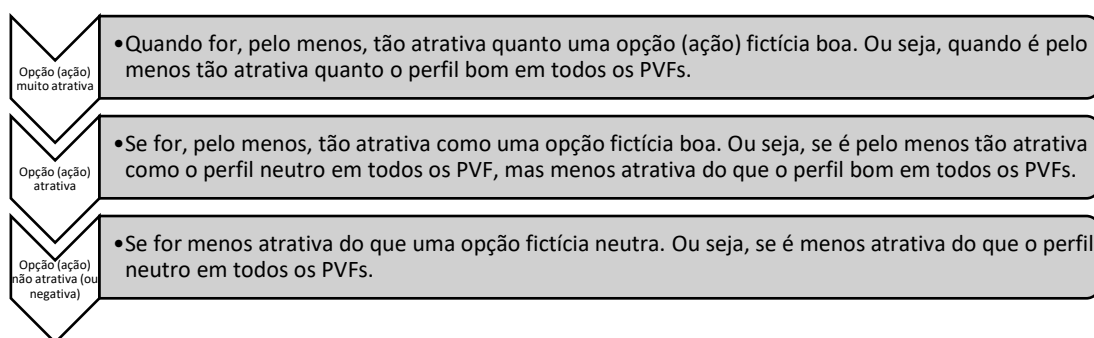 Opção (ação)
muito atrativa
•Quando for, pelo menos, tão atrativa quanto uma opção (ação) fictícia boa. Ou seja, quando é pelo
menos tão atrativa quanto o perfil bom em todos os PVFs.
Opção (ação)
atrativa
•Se for, pelo menos, tão atrativa como uma opção fictícia boa. Ou seja, se é pelo menos tão atrativa
como o perfil neutro em todos os PVF, mas menos atrativa do que o perfil bom em todos os PVFs.
Opção (ação)
não atrativa (ou
negativa)
•Se for menos atrativa do que uma opção fictícia neutra. Ou seja, se é menos atrativa do que o perfil
neutro em todos os PVFs.